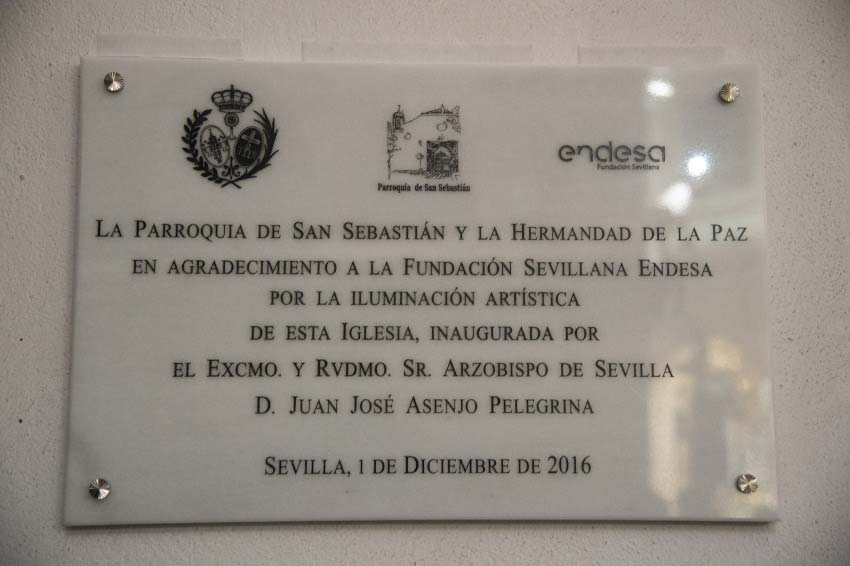 Parroquia de San Sebastián
endesa
Fundación Sevillana
LA PARROQUIA DE SAN SEBASTIÁN Y LA HERMANDAD DE LA PAZ
EN AGRADECIMIENTO A LA FUNDACIÓN SEVILLANA ENDESA
POR LA ILUMINACIÓN ARTÍSTICA
DE ESTA IGLESIA, INAUGURADA POR
EL EXCMO. Y RVDMO. SR. ARZOBISPO DE SEVILLA
D. JUAN JOSÉ ASENJO PELEGRINA
SEVILLA, 1 DE DICIEMBRE DE 2016